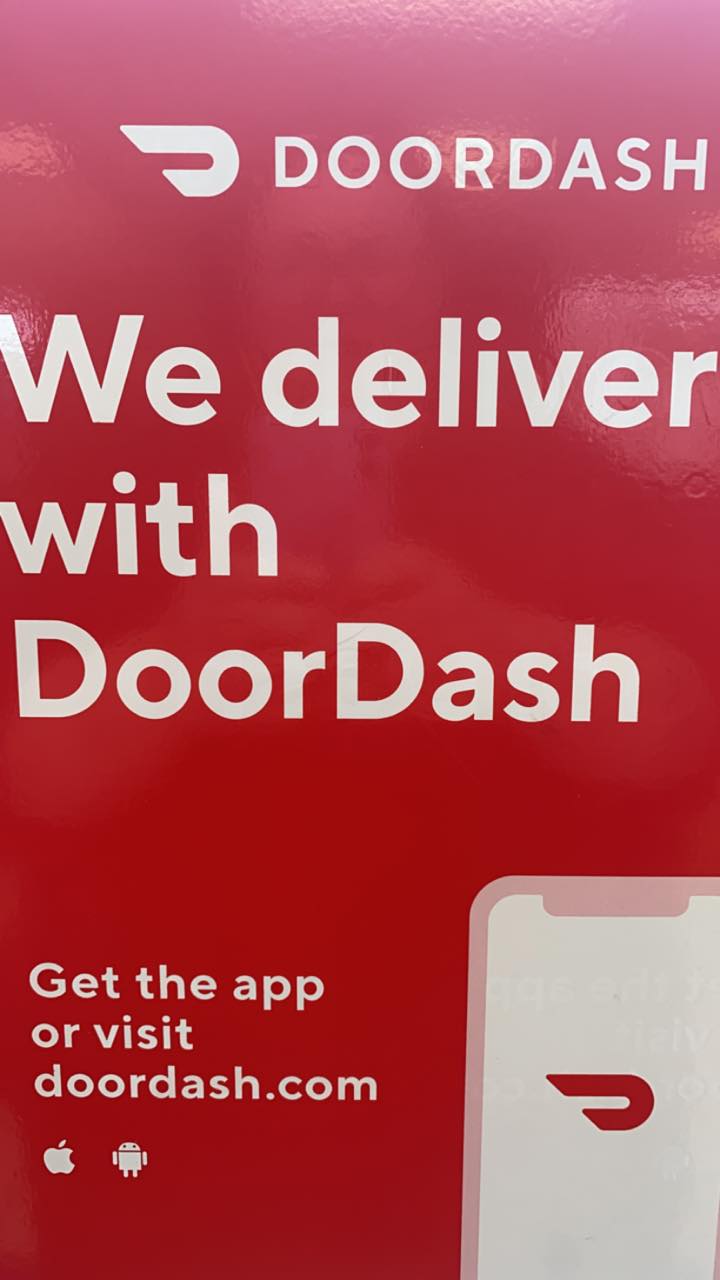 DOORDASH
We deliver
with
DoorDash
Get the app
or visit
doordash.com